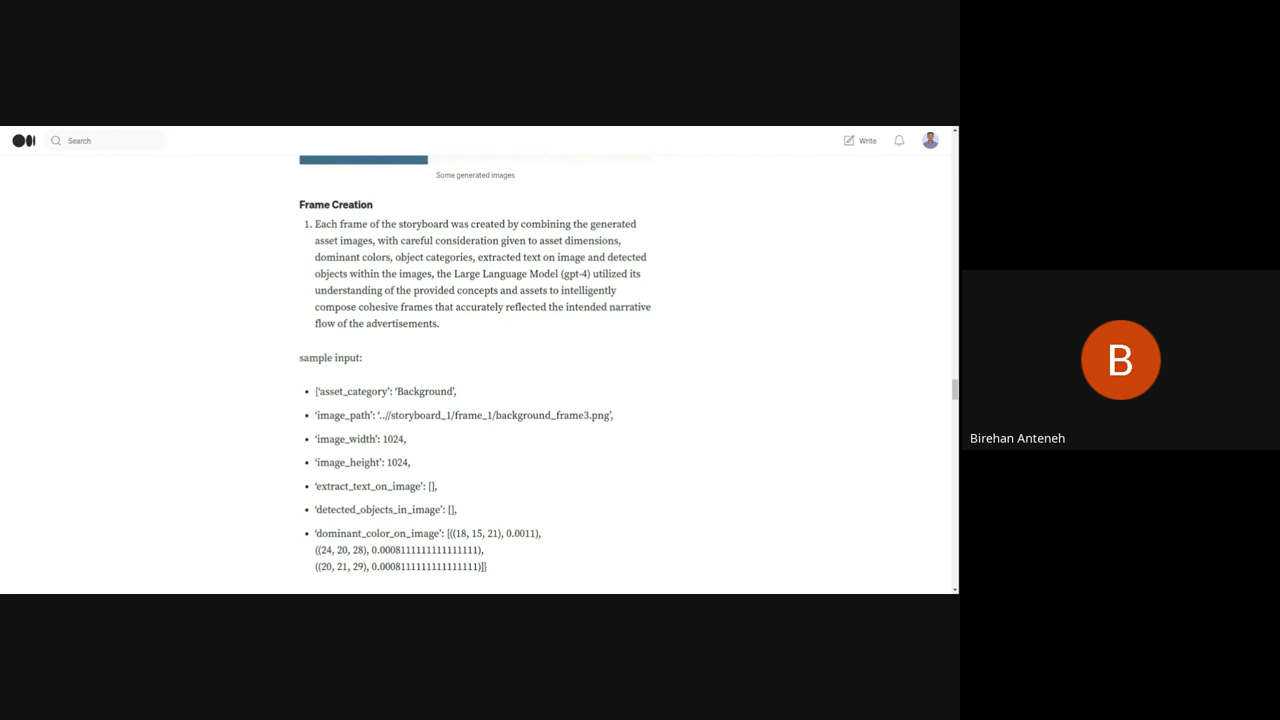 Search
Write
Some generated images
Frame Creation
1. Each frame of the storyboard was created by combining the generated
asset images, with careful consideration given to asset dimensions,
dominant colors, object categories, extracted text on image and detected
objects within the images, the Large Language Model (gpt-4) utilized its
understanding of the provided concepts and assets to intelligently
compose cohesive frames that accurately reflected the intended narrative
flow of the advertisements.
sample input:
• {‘asset_category’: ‘Background’,
• ‘image_path’: ‘..//storyboard_1/frame_1/background_frame3.png’,
• ‘image_width’: 1024,
• ‘image_height’: 1024,
• ‘extract_text_on_image’: [],
• ‘detected_objects_in_image’: [],
• ‘dominant_color_on_image’: [((18, 15, 21), 0.0011),
((24, 20, 28), 0.0008111111111111111),
((20, 21, 29), 0.0008111111111111111)]}
B
Birehan Anteneh